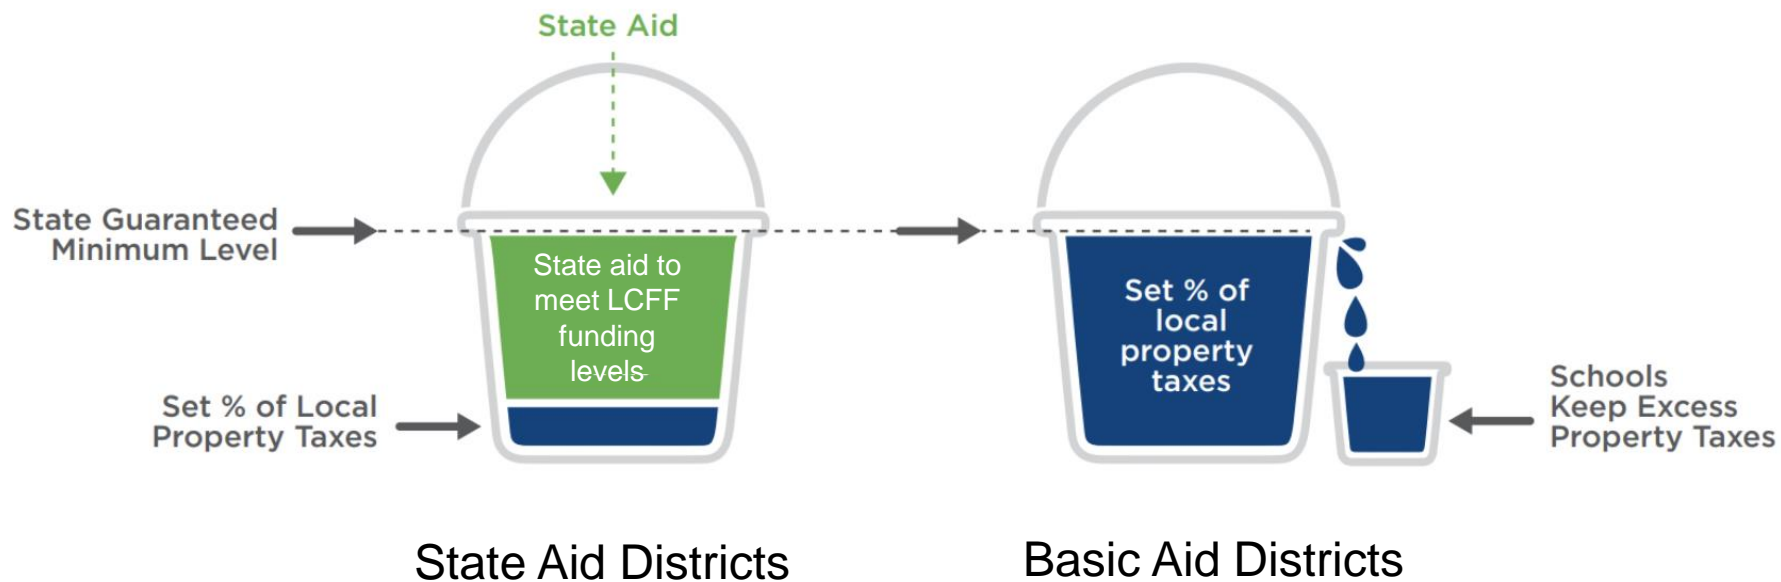 State Aid
State Guaranteed
Minimum Level
State aid to
meet LCFF
funding
levels
Set % of Local
Property Taxes
Set % of
local
property
taxes
Schools
Keep Excess
Property Taxes
State Aid Districts
Basic Aid Districts